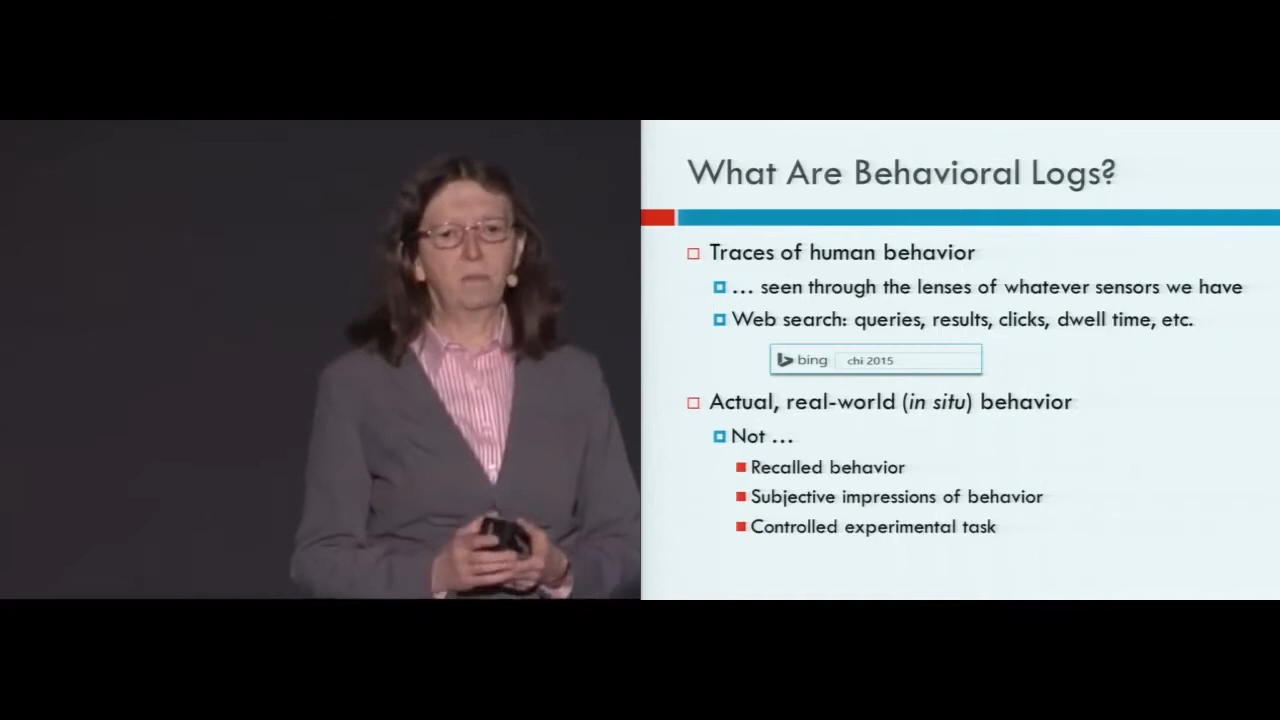 What Are Behavioral Logs?
Traces of human behavior
… seen through the lenses of whatever sensors we have
Web search: queries, results, clicks, dwell time, etc.
bing chi 2015
Actual, real-world (in situ) behavior
Not …
Recalled behavior
Subjective impressions of behavior
Controlled experimental task